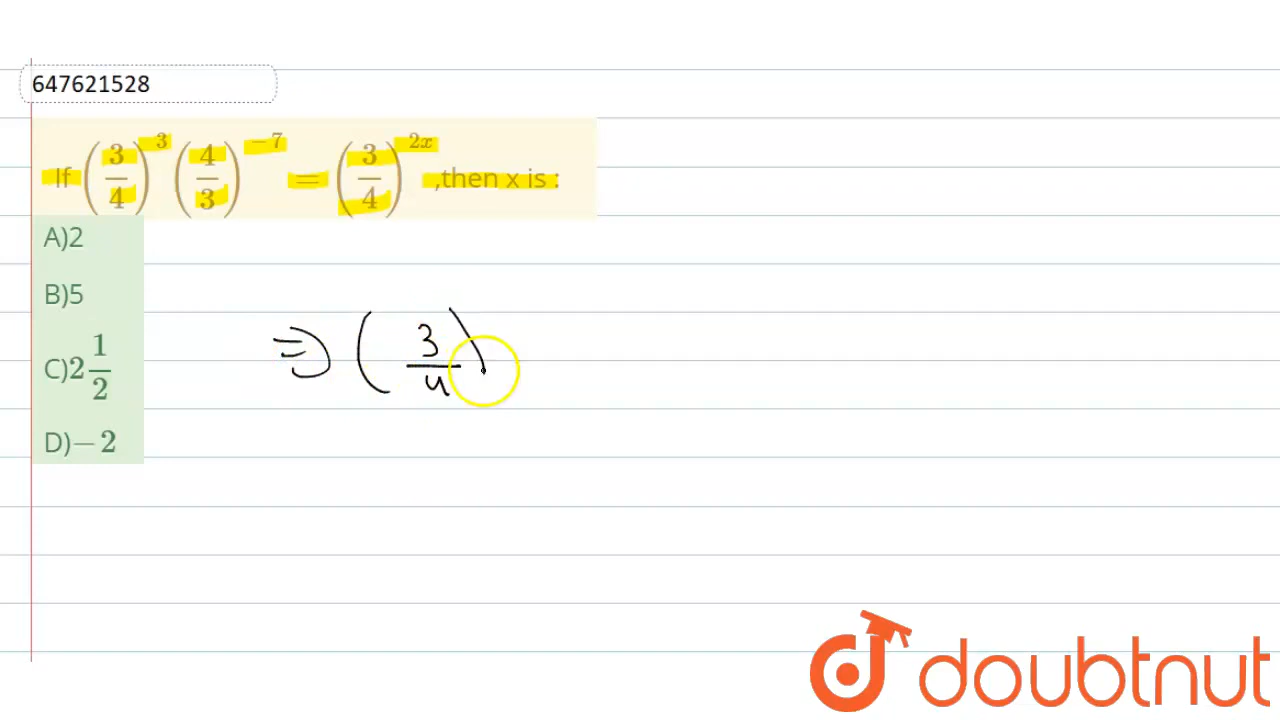 647621528
If (3/4)^3 (4/3)^-7 = (3/4)^2x ,then x is :
A)2
B)5
C)2 1/2
D)-2
⇒ (3/4)
doubtnut